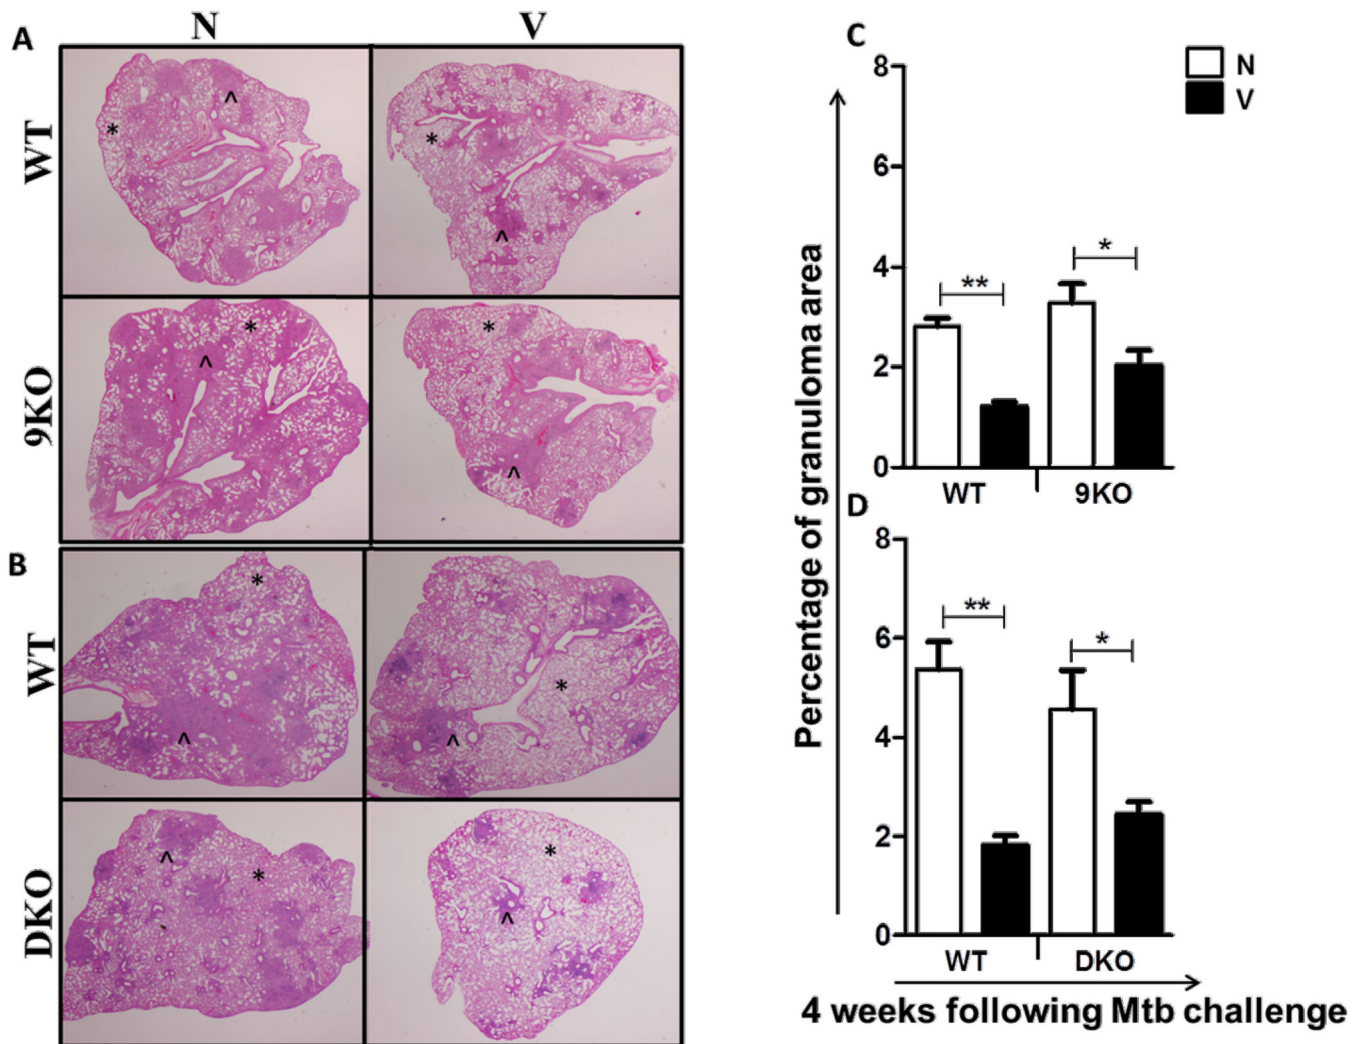 N V
A
WT
* ^
* ^
9KO
* ^
* ^
B
WT
* ^
* ^
DKO
^ *
* ^
C
N
V
8
6
4
2
0
** *
WT 9KO
D
8
6
4
2
0
** *
WT DKO
Percentage of granuloma area
4 weeks following Mtb challenge